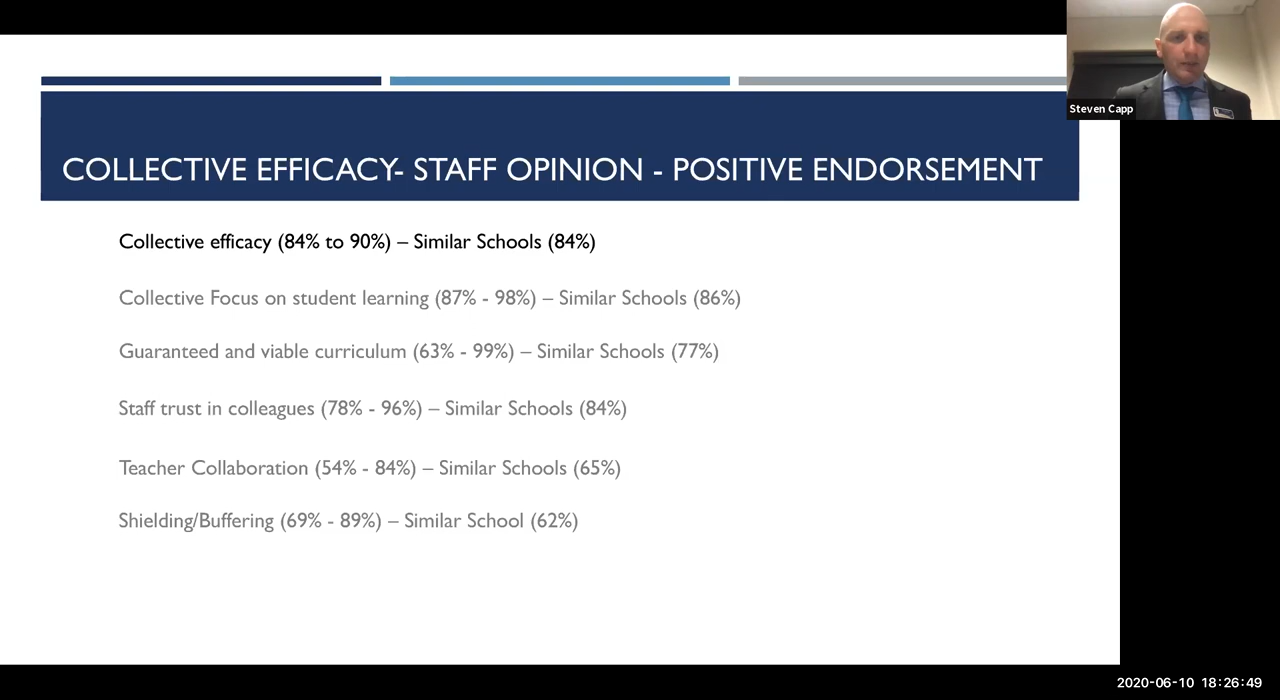 Steven Capp
COLLECTIVE EFFICACY- STAFF OPINION - POSITIVE ENDORSEMENT
Collective efficacy (84% to 90%) – Similar Schools (84%)
Collective Focus on student learning (87% - 98%) – Similar Schools (86%)
Guaranteed and viable curriculum (63% - 99%) – Similar Schools (77%)
Staff trust in colleagues (78% - 96%) – Similar Schools (84%)
Teacher Collaboration (54% - 84%) – Similar Schools (65%)
Shielding/Buffering (69% - 89%) – Similar School (62%)
2020-06-10 18:26:49